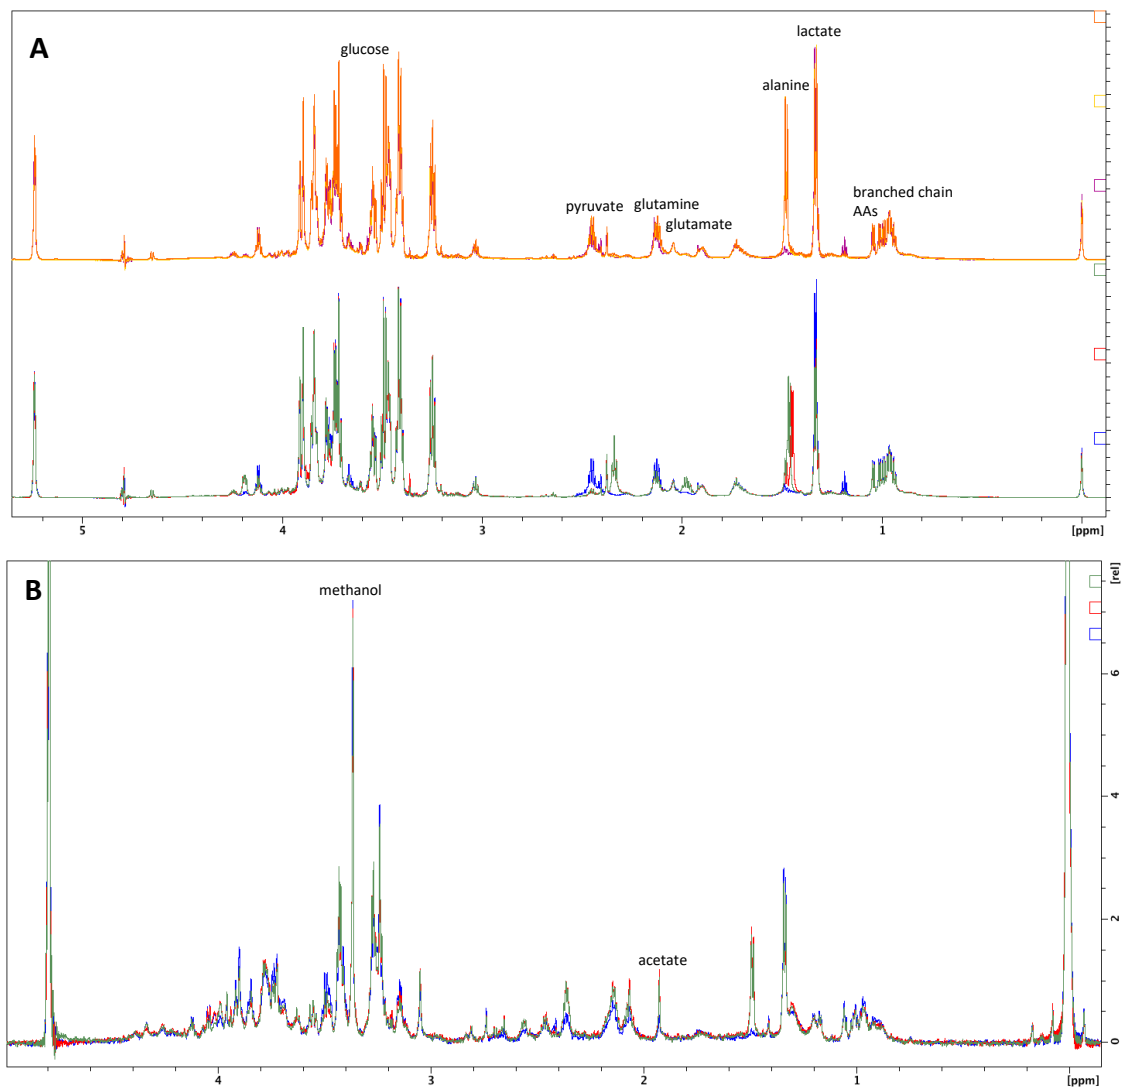 A
glucose
lactate
alanine
pyruvate
glutamine
glutamate
branched chain
AAs
5 4 3 2 1 [ppm]
B
methanol
acetate
[rel]
6
4
2
0
4 3 2 1 [ppm]